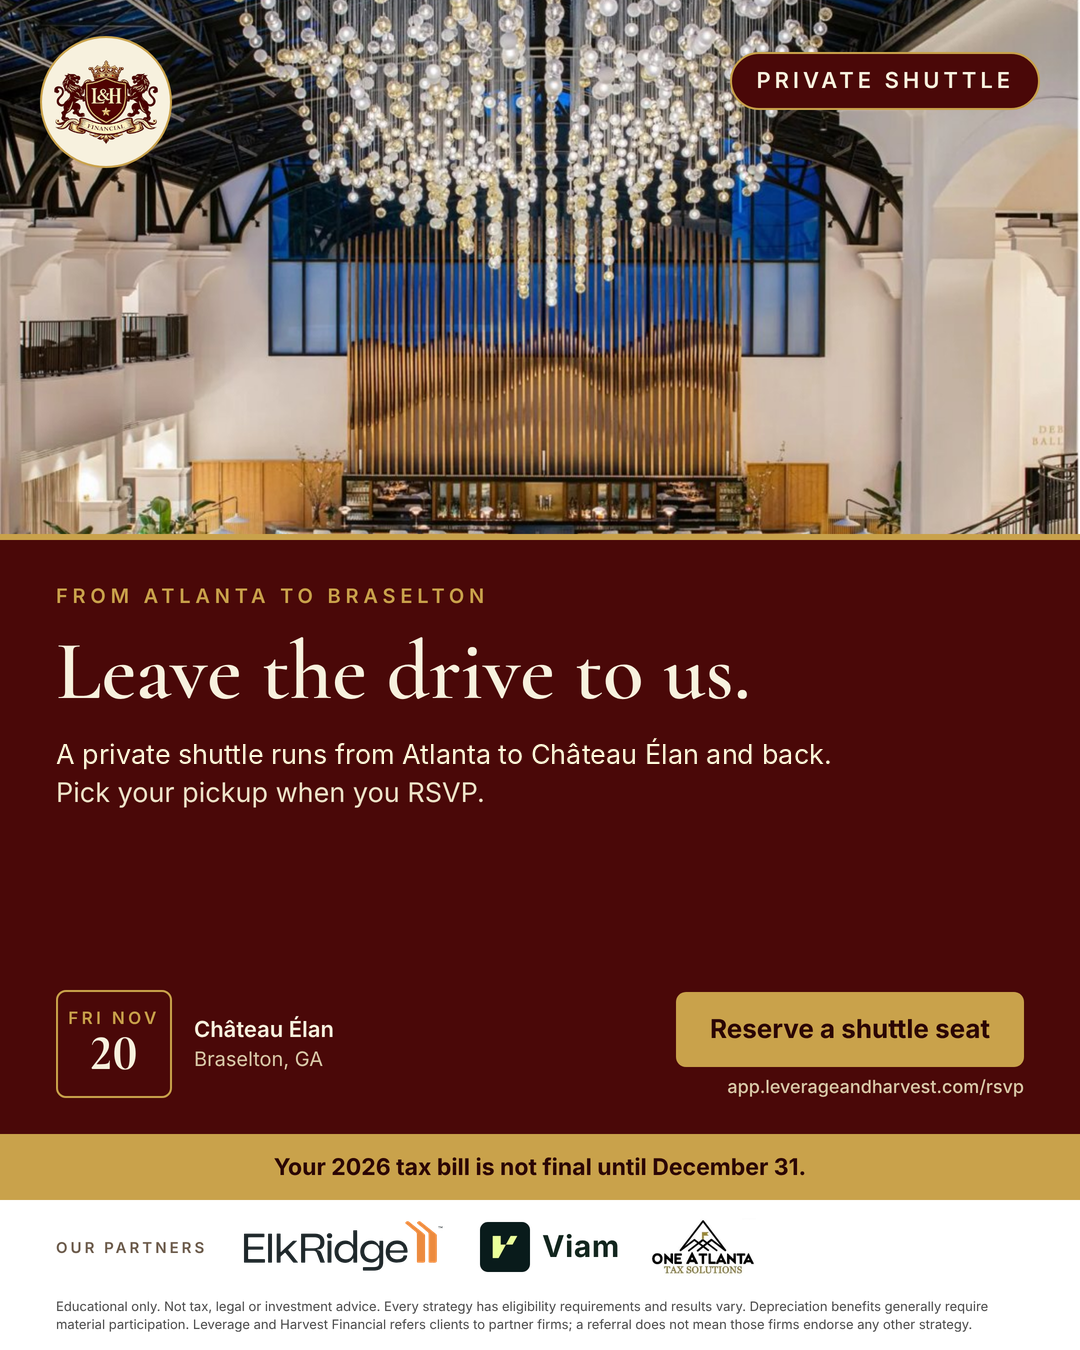 L&H
FINANCIAL
PRIVATE SHUTTLE
FROM ATLANTA TO BRASELTON
Leave the drive to us.
A private shuttle runs from Atlanta to Château Élan and back.
Pick your pickup when you RSVP.
FRI NOV
20
Château Élan
Braselton, GA
Reserve a shuttle seat
app.leverageandharvest.com/rsvp
Your 2026 tax bill is not final until December 31.
OUR PARTNERS
ElkRidge
Viam
ONE ATLANTA
TAX SOLUTIONS
Educational only. Not tax, legal or investment advice. Every strategy has eligibility requirements and results vary. Depreciation benefits generally require
material participation. Leverage and Harvest Financial refers clients to partner firms; a referral does not mean those firms endorse any other strategy.